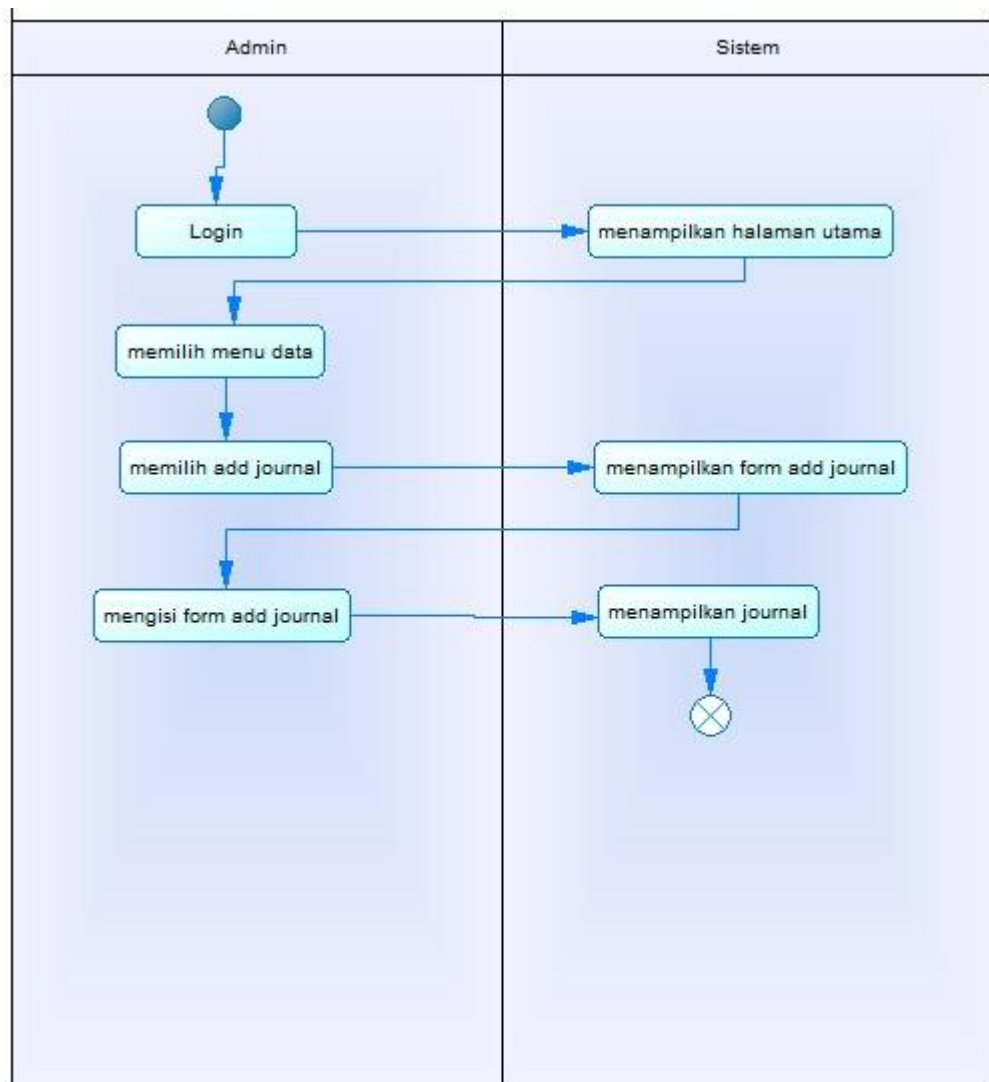 Admin
Sistem
Login
menampilkan halaman utama
memilih menu data
memilih add journal
menampilkan form add journal
mengisi form add journal
menampilkan journal